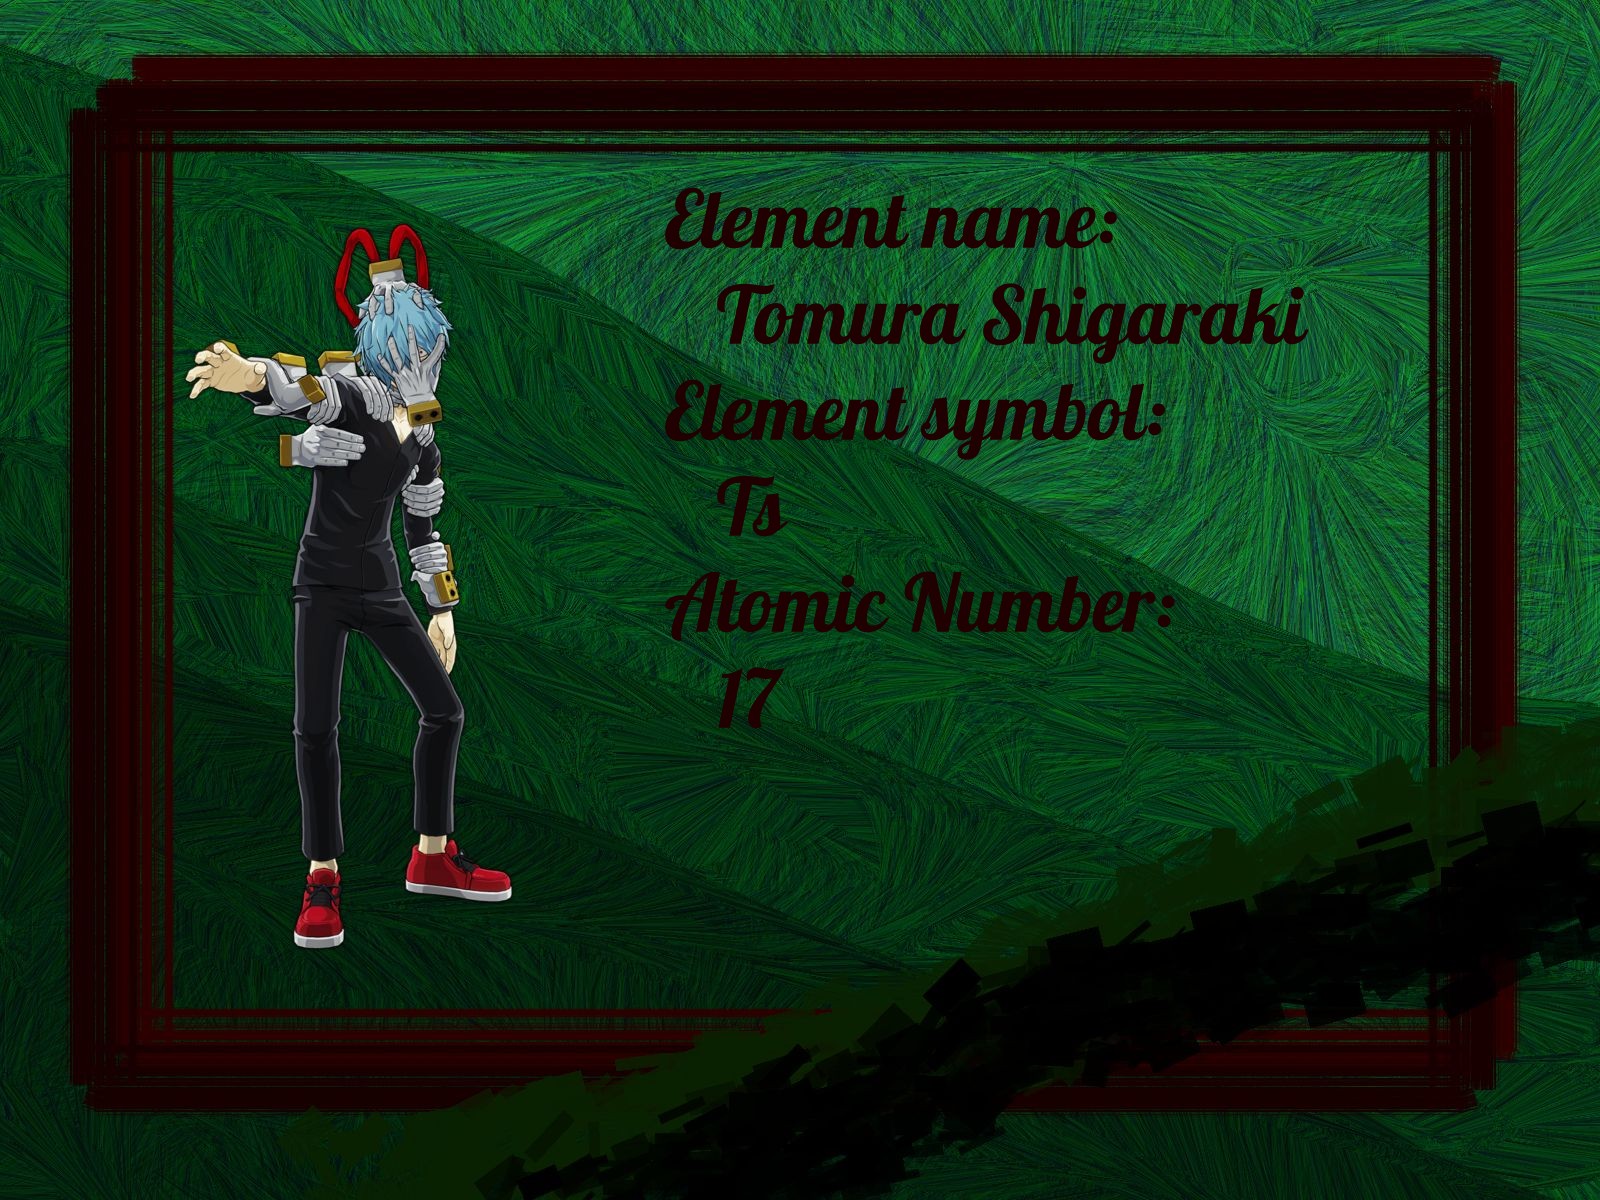 Element name:
Tomura Shigaraki
Element symbol:
Ts
Atomic Number:
17